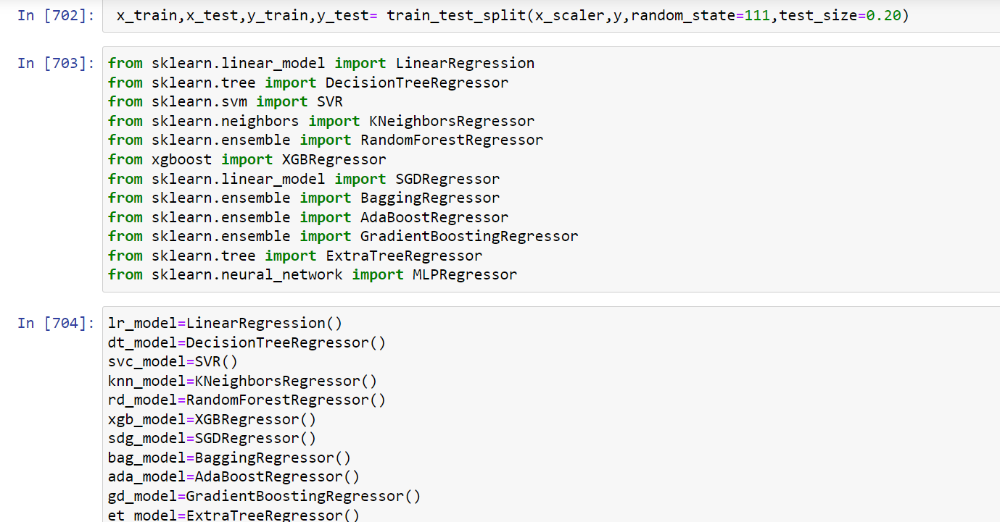 In [702]: x_train,x_test,y_train,y_test= train_test_split(x_scaler,y,random_state=111,test_size=0.20)
In [703]: from sklearn.linear_model import LinearRegression
from sklearn.tree import DecisionTreeRegressor
from sklearn.svm import SVR
from sklearn.neighbors import KNeighborsRegressor
from sklearn.ensemble import RandomForestRegressor
from xgboost import XGBRegressor
from sklearn.linear_model import SGDRegressor
from sklearn.ensemble import BaggingRegressor
from sklearn.ensemble import AdaBoostRegressor
from sklearn.ensemble import GradientBoostingRegressor
from sklearn.tree import ExtraTreeRegressor
from sklearn.neural_network import MLPRegressor
In [704]: lr_model=LinearRegression()
dt_model=DecisionTreeRegressor()
svc_model=SVR()
knn_model=KNeighborsRegressor()
rd_model=RandomForestRegressor()
xgb_model=XGBRegressor()
sdg_model=SGDRegressor()
bag_model=BaggingRegressor()
ada_model=AdaBoostRegressor()
gd_model=GradientBoostingRegressor()
et_model=ExtraTreeRegressor()